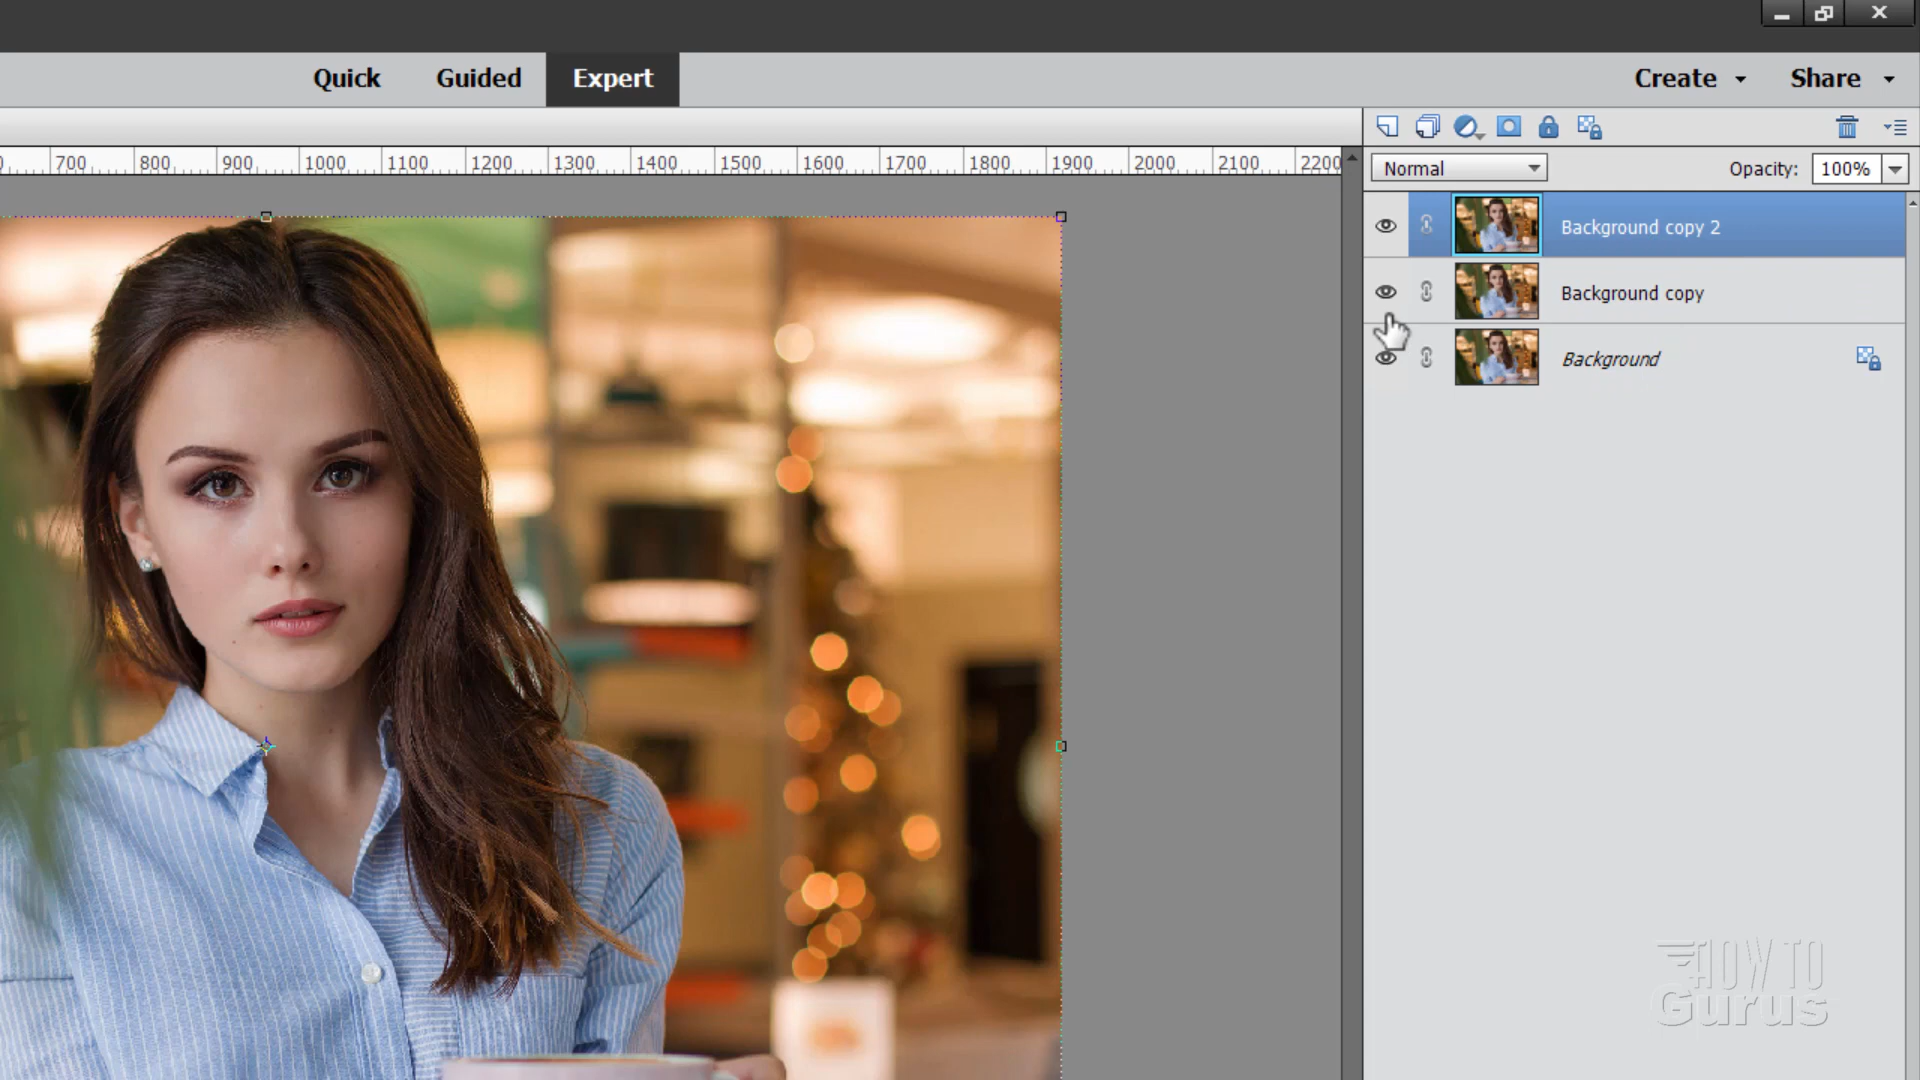 Quick Guided Expert Create Share
700 800 900 1000 1100 1200 1300 1400 1500 1600 1700 1800 1900 2000 2100 2200
Normal Opacity: 100%
Background copy 2
Background copy
Background
HOW TO
Gurus